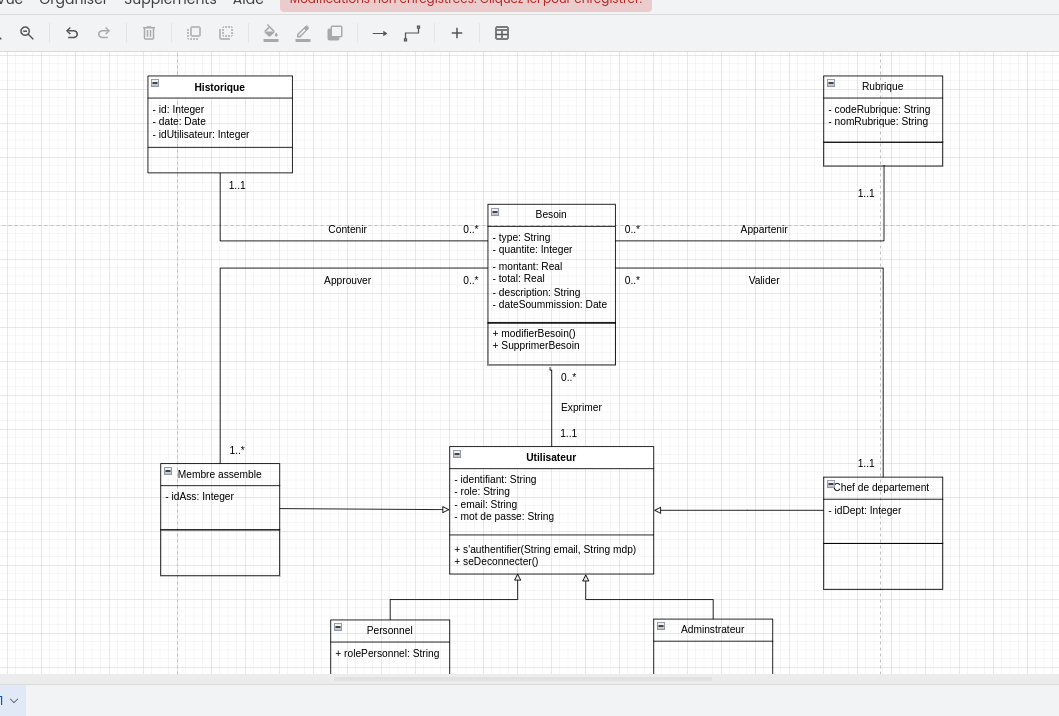 Vue Organiser Suppléments Aide Modifications non enregistrées. Cliquez ici pour enregistrer.
Historique
- id: Integer
- date: Date
- idUtilisateur: Integer
1..1
Rubrique
- codeRubrique: String
- nomRubrique: String
1..1
Contenir
0..*
Besoin
- type: String
- quantite: Integer
- montant: Real
- total: Real
- description: String
- dateSoummission: Date
+ modifierBesoin()
+ SupprimerBesoin
0..*
Appartenir
Approuver
0..*
0..*
Valider
0..*
Exprimer
1..1
1..*
Membre assemble
- idAss: Integer
Utilisateur
- identifiant: String
- role: String
- email: String
- mot de passe: String
+ s'authentifier(String email, String mdp)
+ seDeconnecter()
1..1
Chef de departement
- idDept: Integer
Personnel
+ rolePersonnel: String
Adminstrateur